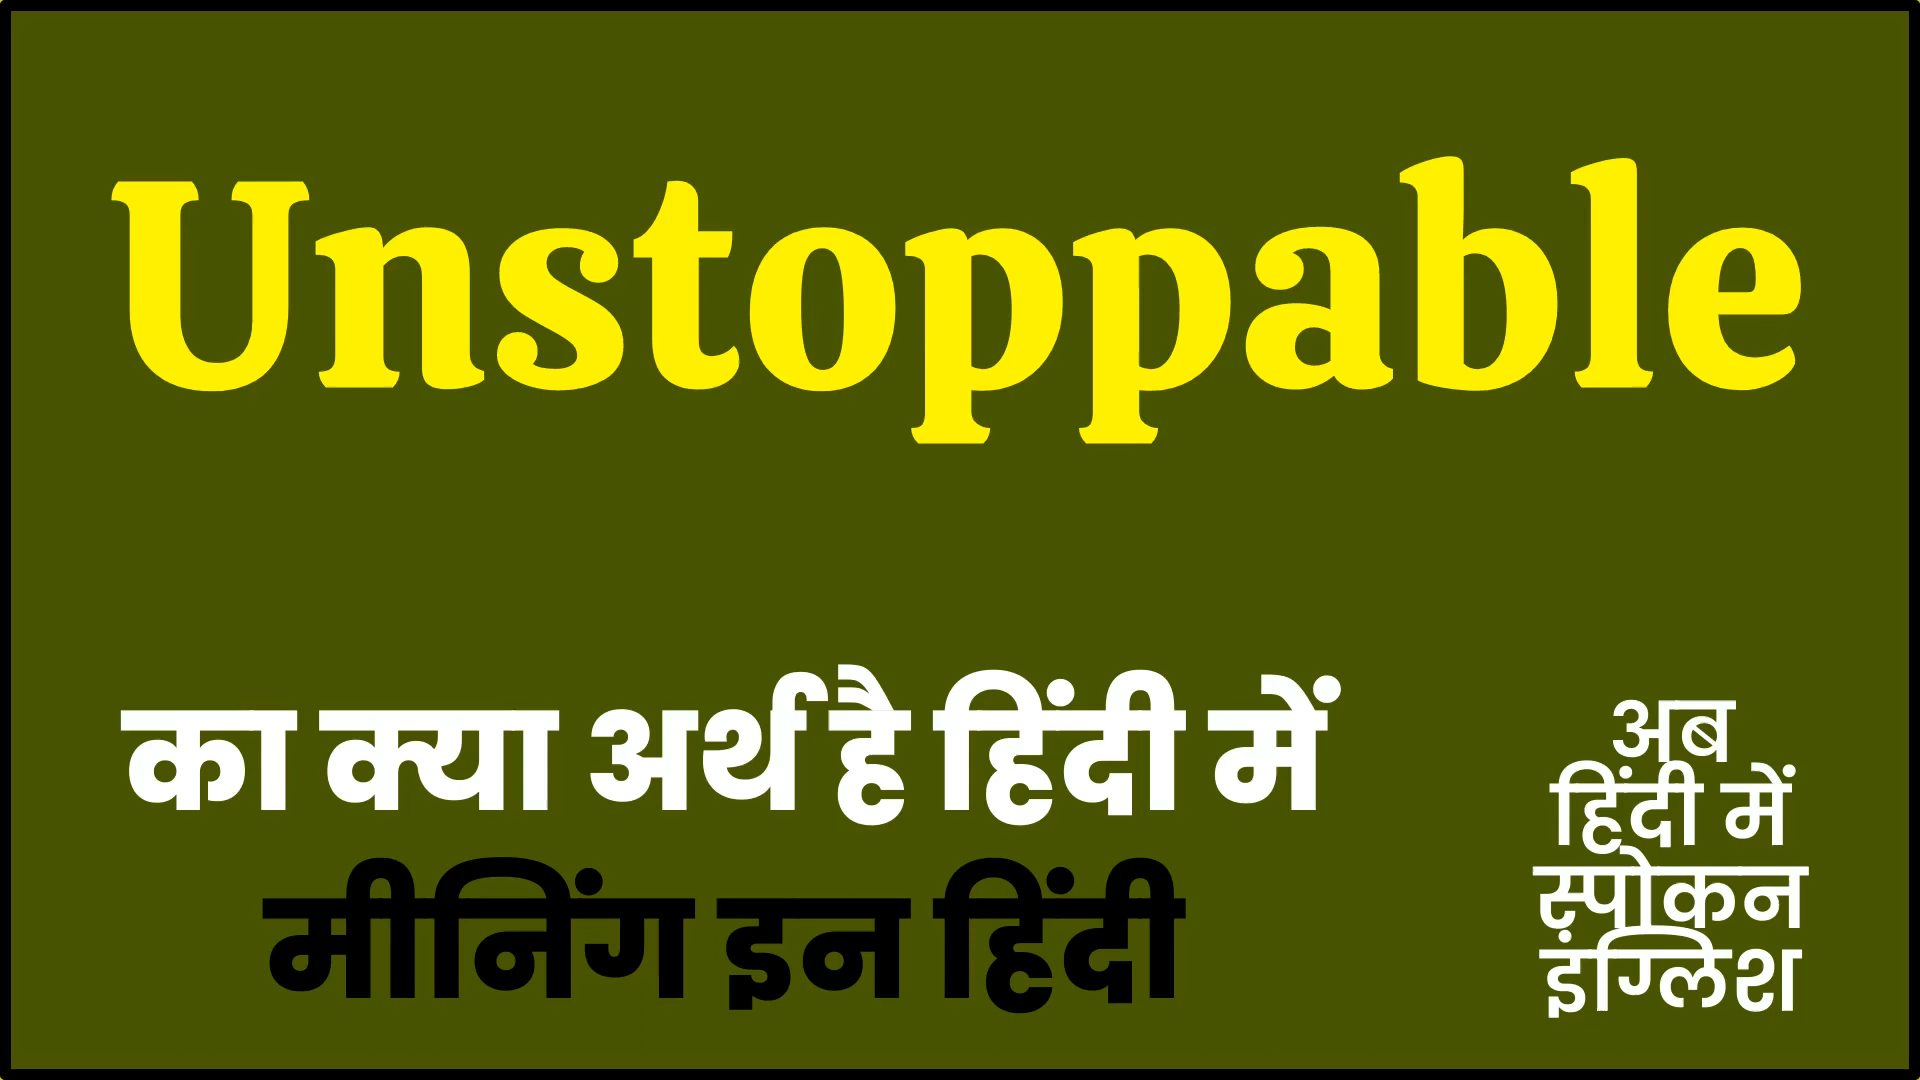 Unstoppable
का क्या अर्थ है हिंदी में
मीनिंग इन हिंदी
अब
हिंदी में
स्पोकन
इंग्लिश